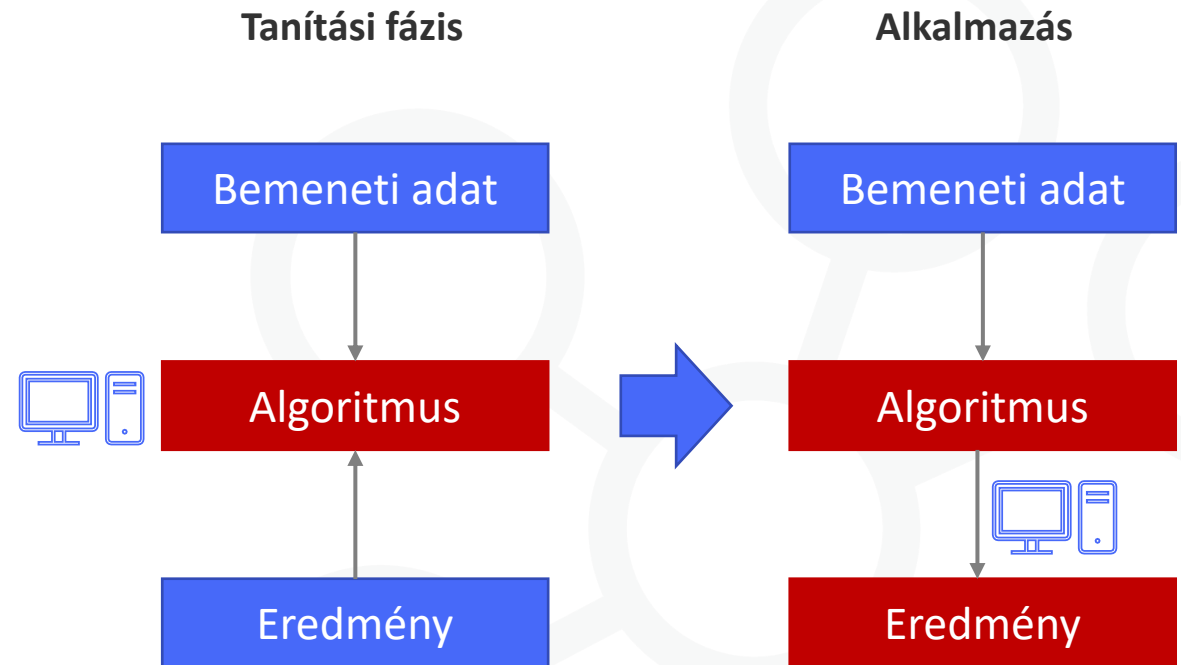 Tanítási fázis
Bemeneti adat
Algoritmus
Eredmény
Alkalmazás
Bemeneti adat
Algoritmus
Eredmény